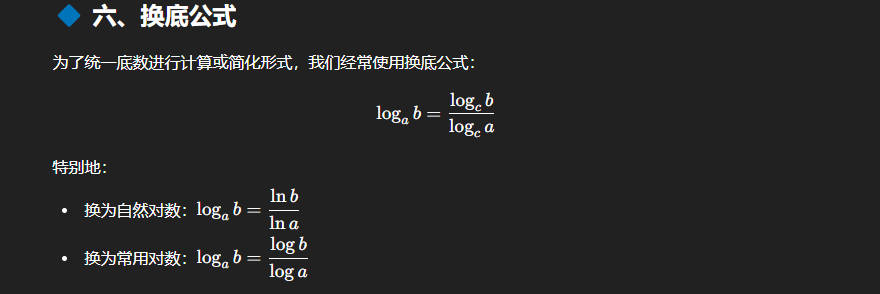 六、换底公式
为了统一底数进行计算或简化形式，我们经常使用换底公式：
$\log_a b = \frac{\log_c b}{\log_c a}$
特别地：
• 换为自然对数：$\log_a b = \frac{\ln b}{\ln a}$
• 换为常用对数：$\log_a b = \frac{\log b}{\log a}$